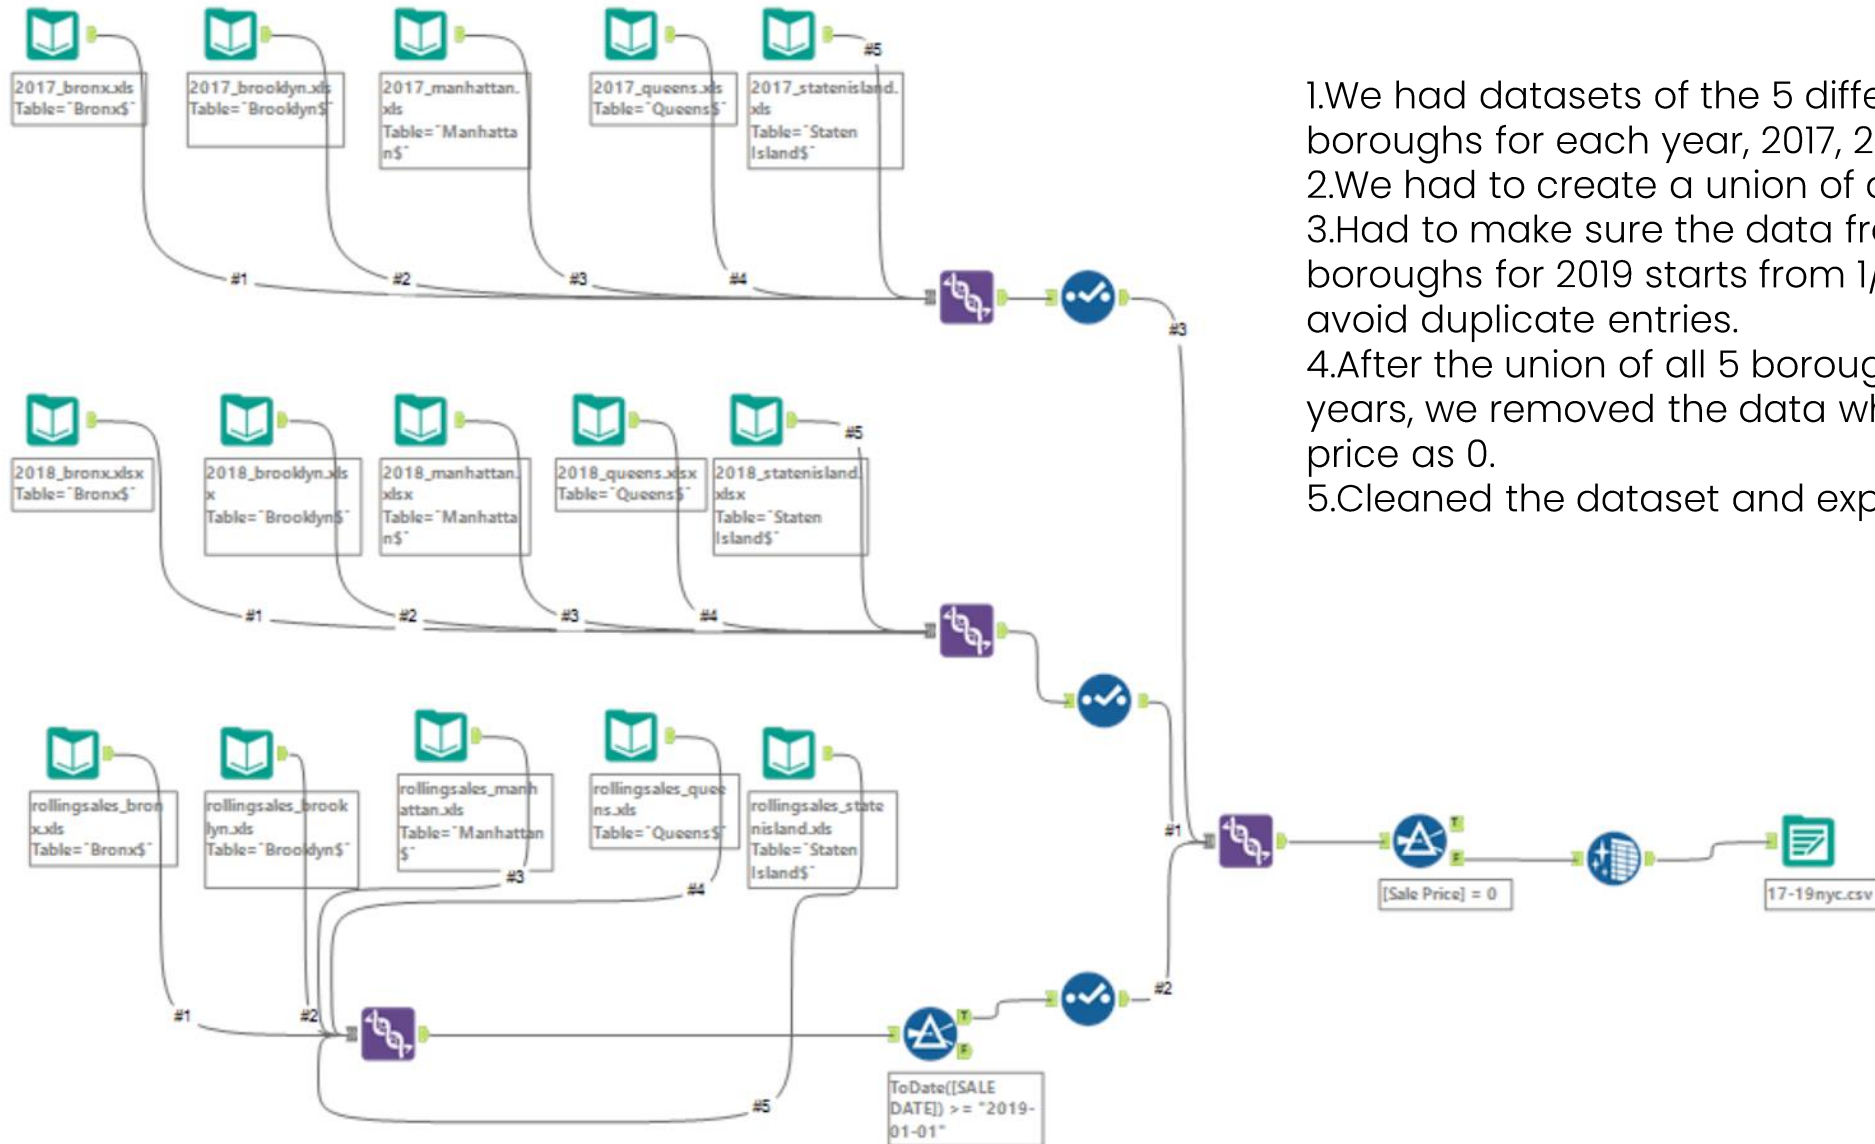 #5
2017_bronx.xls
Table=`Bronx$`
2017_brooklyn.xls
Table=`Brooklyn$`
2017_manhattan.
xls
Table=`Manhatta
n$`
2017_queens.xls
Table=`Queens$`
2017_statenisland.
xls
Table=`Staten
Island$`
#1
#2
#3
#4
#3
1.We had datasets of the 5
boroughs for each year, 2017,
2.We had to create a union of
3.Had to make sure the data
boroughs for 2019 starts from
avoid duplicate entries.
4.After the union of all 5
years, we removed the data
price as 0.
5.Cleaned the dataset and
#5
2018_bronx.xlsx
Table=`Bronx$`
2018_brooklyn.xls
x
Table=`Brooklyn$`
2018_manhattan.
xlsx
Table=`Manhatta
n$`
2018_queens.xlsx
Table=`Queens$`
2018_statenisland.
xlsx
Table=`Staten
Island$`
#1
#2
#3
#4
rollingsales_bron
x.xls
Table=`Bronx$`
rollingsales_brook
lyn.xls
Table=`Brooklyn$`
rollingsales_manh
attan.xls
Table=`Manhattan
$`
rollingsales_quee
ns.xls
Table=`Queens$`
rollingsales_state
nisland.xls
Table=`Staten
Island$`
#3
#4
#1
#2
#5
#1
#2
T
F
ToDate([SALE
DATE]) >= "2019-
01-01"
T
F
[Sale Price] = 0
17-19nyc.csv